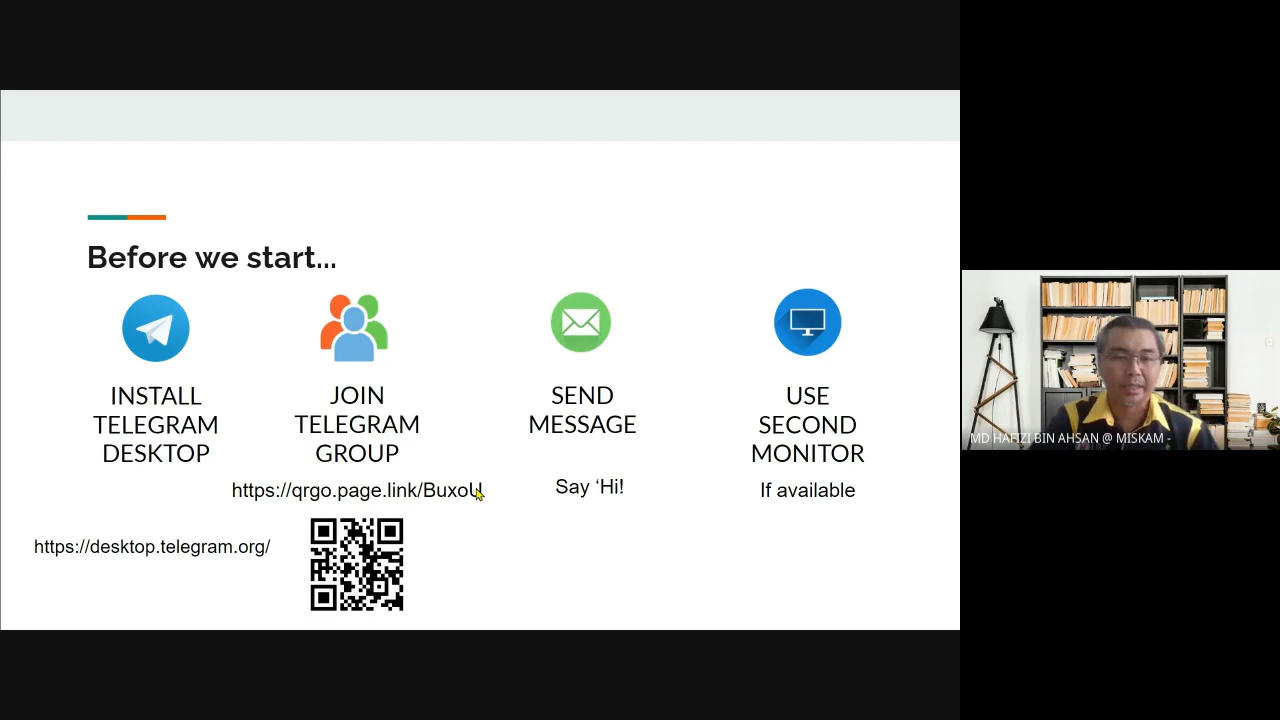 Before we start...
INSTALL
TELEGRAM
DESKTOP
https://desktop.telegram.org/
JOIN
TELEGRAM
GROUP
https://qrgo.page.link/BuxoU
SEND
MESSAGE
Say ‘Hi!
USE
SECOND
MONITOR
If available
MD HAFIZI BIN AHSAN @ MISKAM -